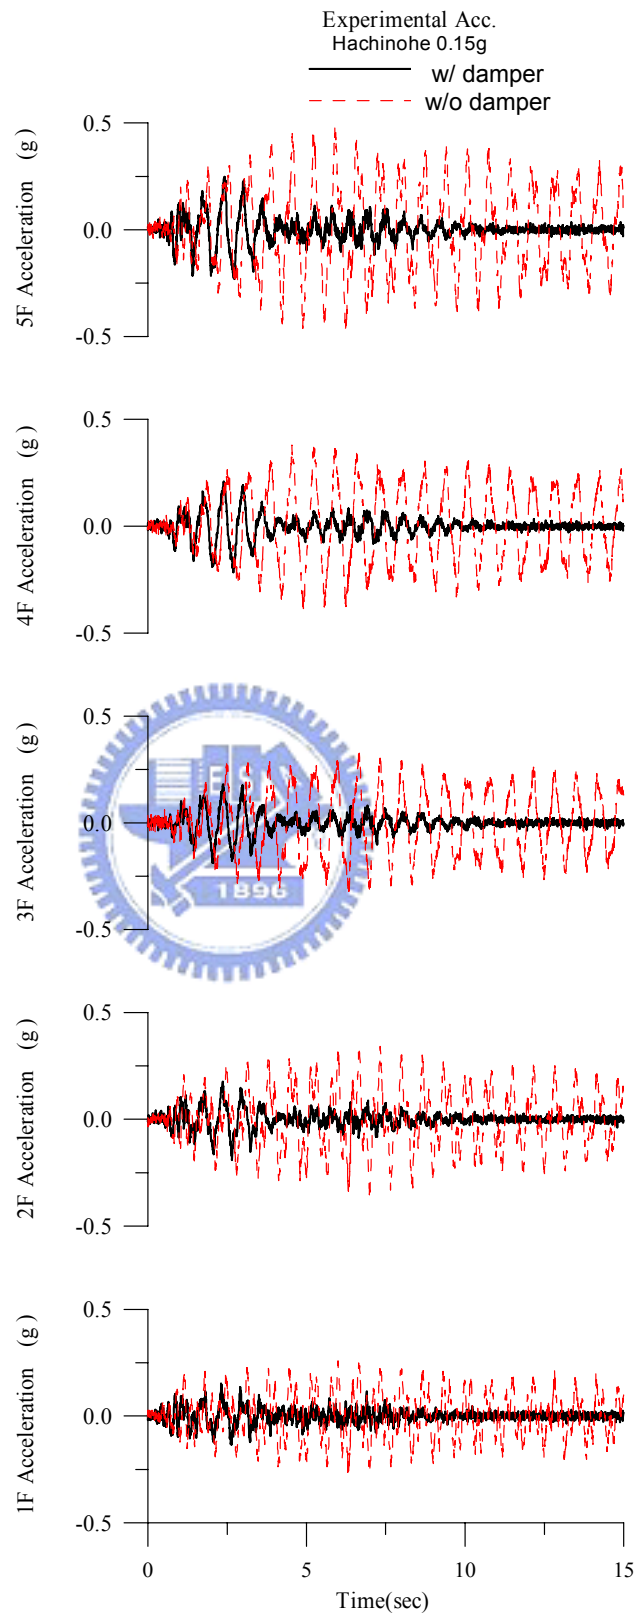 Experimental Acc.
Hachinohe 0.15g
w/ damper
w/o damper
5F Acceleration (g)
0.5
0.0
-0.5
4F Acceleration (g)
0.5
0.0
-0.5
3F Acceleration (g)
0.5
0.0
-0.5
ES
1896
2F Acceleration (g)
0.5
0.0
-0.5
1F Acceleration (g)
0.5
0.0
-0.5
0
5
10
15
Time(sec)